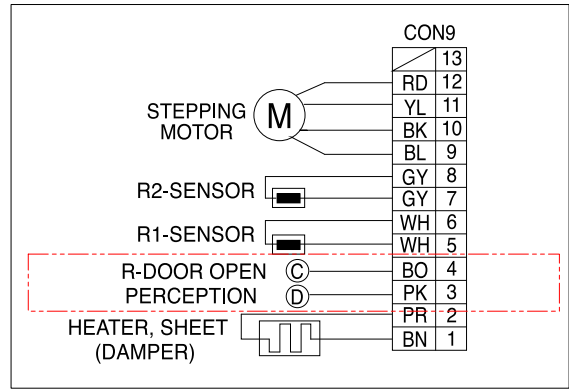 CON9
13
RD 12
YL 11
BK 10
BL 9
GY 8
GY 7
WH 6
WH 5
BO 4
PK 3
PR 2
BN 1
STEPPING
MOTOR
M
R2-SENSOR
R1-SENSOR
R-DOOR OPEN C
PERCEPTION D
HEATER, SHEET
(DAMPER)